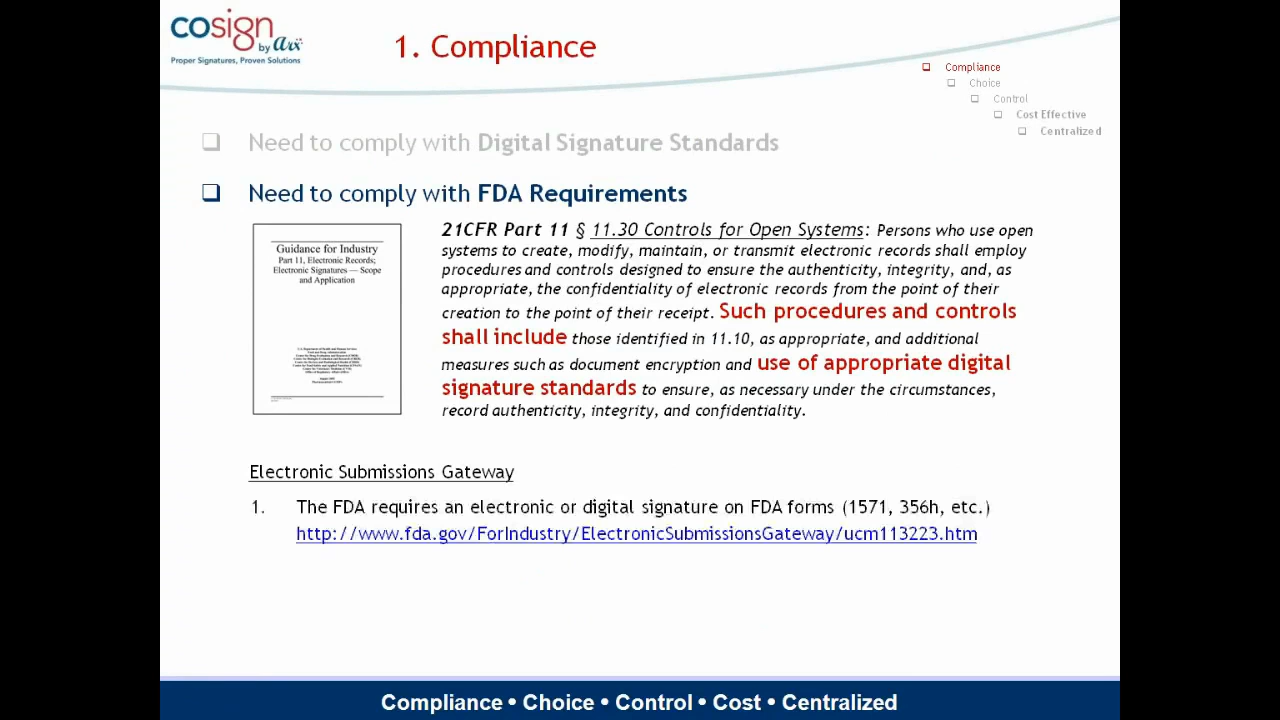 cosign
by arx
Proper Signatures, Proven Solutions
1. Compliance
Compliance
Choice
Control
Cost Effective
Centralized
Need to comply with Digital Signature Standards
Need to comply with FDA Requirements
Guidance for Industry
Part 11, Electronic Records;
Electronic Signatures — Scope
and Application
21CFR Part 11 § 11.30 Controls for Open Systems: Persons who use open
systems to create, modify, maintain, or transmit electronic records shall employ
procedures and controls designed to ensure the authenticity, integrity, and, as
appropriate, the confidentiality of electronic records from the point of their
creation to the point of their receipt. Such procedures and controls
shall include those identified in 11.10, as appropriate, and additional
measures such as document encryption and use of appropriate digital
signature standards to ensure, as necessary under the circumstances,
record authenticity, integrity, and confidentiality.
Electronic Submissions Gateway
1. The FDA requires an electronic or digital signature on FDA forms (1571, 356h, etc.)
http://www.fda.gov/ForIndustry/ElectronicSubmissionsGateway/ucm113223.htm
Compliance • Choice • Control • Cost • Centralized